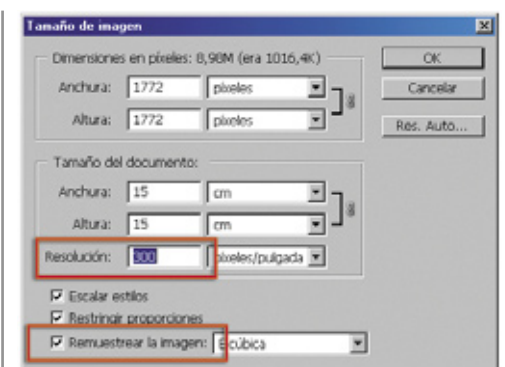 Tamaño de imagen
Dimensiones en píxeles: 8,98M (era 1016,4K)
OK
Anchura: 1772 píxeles
Cancelar
Altura: 1772 píxeles
Res. Auto...
Tamaño del documento:
Anchura: 15 cm
Altura: 15 cm
Resolución: 300 píxeles/pulgada
Escalar estilos
Restringir proporciones
Remuestrear la imagen: Bicúbica